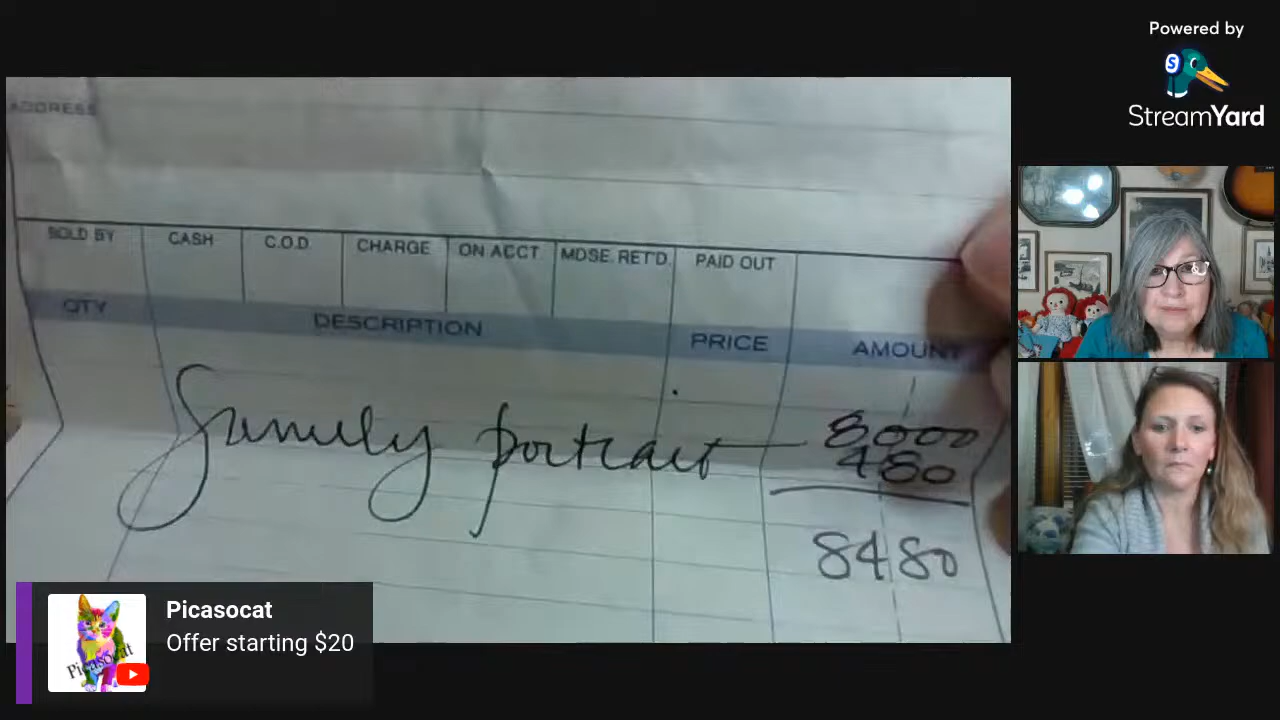 Powered by
StreamYard
ADDRESS
SOLD BY CASH C.O.D. CHARGE ON ACCT MDSE. RET'D. PAID OUT
QTY DESCRIPTION PRICE AMOUNT
Family portrait 8000
480
8480
Picasocat
Offer starting $20
Picasocat